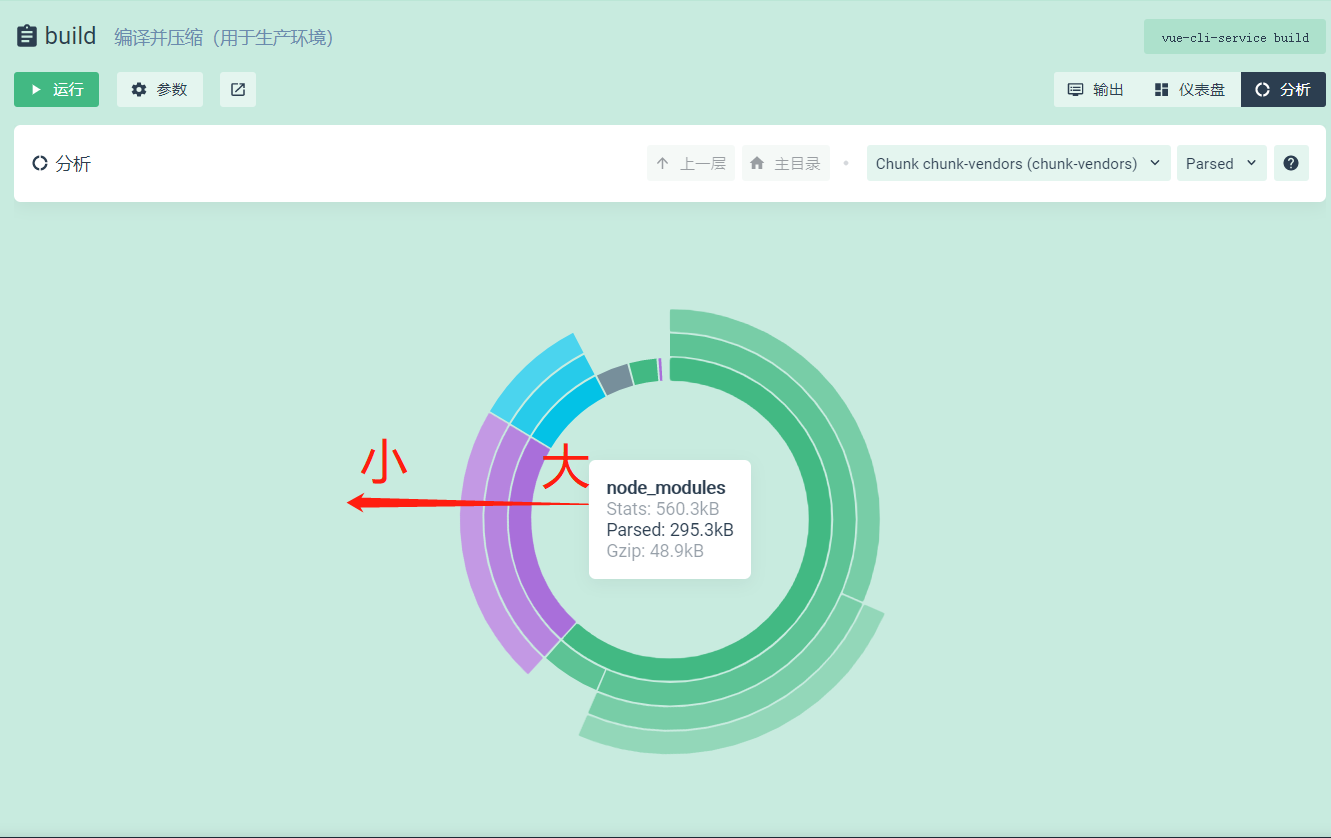 build 编译并压缩（用于生产环境）
vue-cli-service build
运行 参数
输出 仪表盘 分析
分析
上一层 主目录 • Chunk chunk-vendors (chunk-vendors) Parsed ?
小 大
node_modules
Stats: 560.3kB
Parsed: 295.3kB
Gzip: 48.9kB